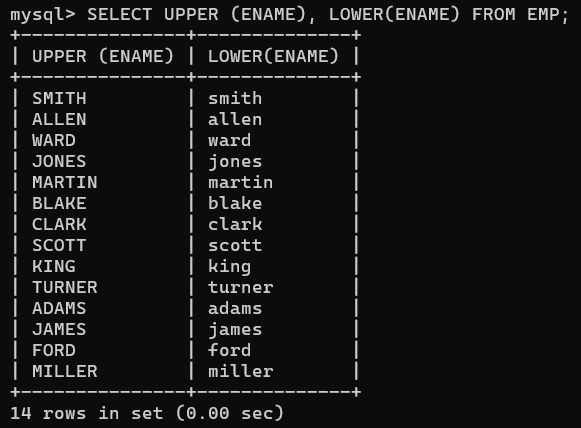 mysql> SELECT UPPER (ENAME), LOWER(ENAME) FROM EMP;
+---------------+--------------+
| UPPER (ENAME) | LOWER(ENAME) |
+---------------+--------------+
| SMITH         | smith        |
| ALLEN         | allen        |
| WARD          | ward         |
| JONES         | jones        |
| MARTIN        | martin       |
| BLAKE         | blake        |
| CLARK         | clark        |
| SCOTT         | scott        |
| KING          | king         |
| TURNER        | turner       |
| ADAMS         | adams        |
| JAMES         | james        |
| FORD          | ford         |
| MILLER        | miller       |
+---------------+--------------+
14 rows in set (0.00 sec)